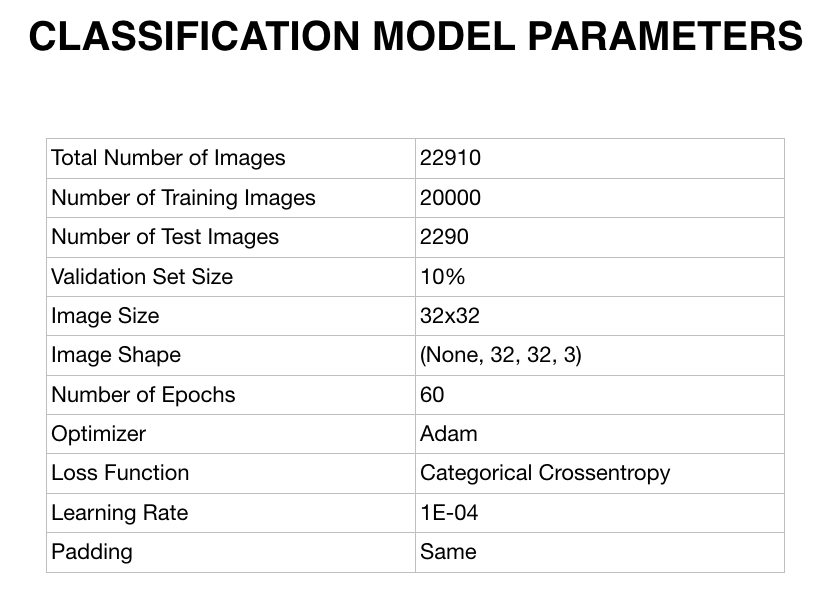 CLASSIFICATION MODEL PARAMETERS
Total Number of Images 22910
Number of Training Images 20000
Number of Test Images 2290
Validation Set Size 10%
Image Size 32x32
Image Shape (None, 32, 32, 3)
Number of Epochs 60
Optimizer Adam
Loss Function Categorical Crossentropy
Learning Rate 1E-04
Padding Same